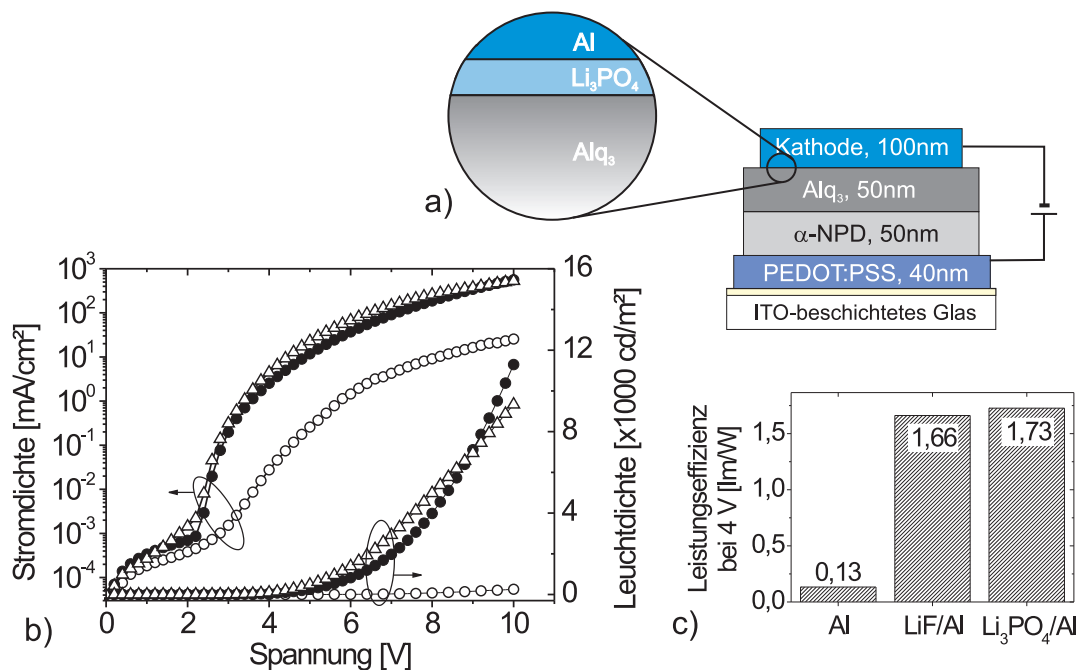 Al
Li₃PO₄
Alq₃
a)
Kathode, 100nm
Alq₃, 50nm
α-NPD, 50nm
PEDOT:PSS, 40nm
ITO-beschichtetes Glas
b)
Stromdichte [mA/cm²]
10³
10²
10¹
10⁰
10⁻¹
10⁻²
10⁻³
10⁻⁴
0 2 4 6 8 10
Spannung [V]
16
12
8
4
0
Leuchtdichte [x1000 cd/m²]
c)
Leistungseffizienz
bei 4 V [lm/W]
1,5
1,0
0,5
0,0
0,13
1,66
1,73
Al LiF/Al Li₃PO₄/Al